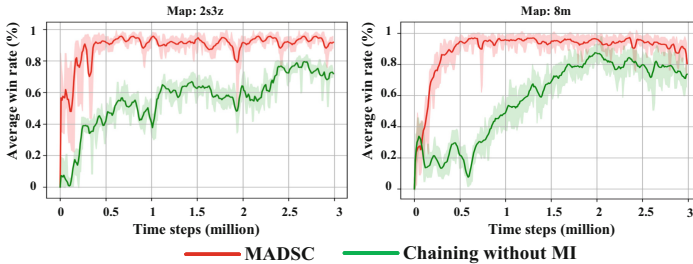 Map: 2s3z
Average win rate (%)
1
0.8
0.6
0.4
0.2
0
0 0.5 1 1.5 2 2.5 3
Time steps (million)
Map: 8m
Average win rate (%)
1
0.8
0.6
0.4
0.2
0
0 0.5 1 1.5 2 2.5 3
Time steps (million)
MADSC Chaining without MI